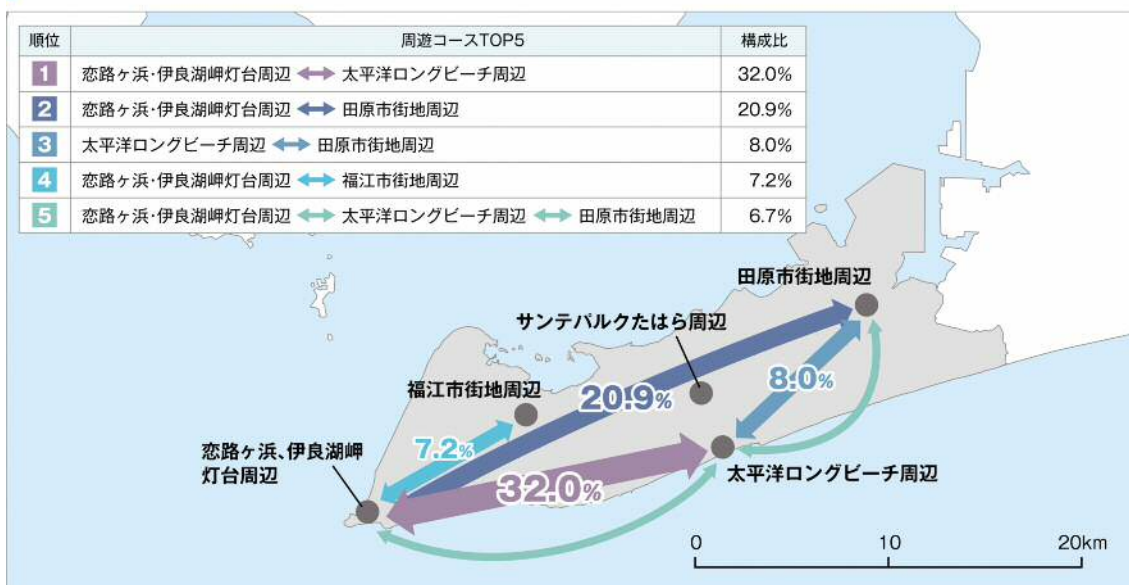 順位 周遊コースTOP5 構成比
1 恋路ヶ浜・伊良湖岬灯台周辺 太平洋ロングビーチ周辺 32.0%
2 恋路ヶ浜・伊良湖岬灯台周辺 田原市街地周辺 20.9%
3 太平洋ロングビーチ周辺 田原市街地周辺 8.0%
4 恋路ヶ浜・伊良湖岬灯台周辺 福江市街地周辺 7.2%
5 恋路ヶ浜・伊良湖岬灯台周辺 太平洋ロングビーチ周辺 田原市街地周辺 6.7%
田原市街地周辺
サンテパルクたはら周辺
8.0%
福江市街地周辺
20.9%
7.2%
恋路ヶ浜、伊良湖岬
灯台周辺
太平洋ロングビーチ周辺
32.0%
0 10 20km